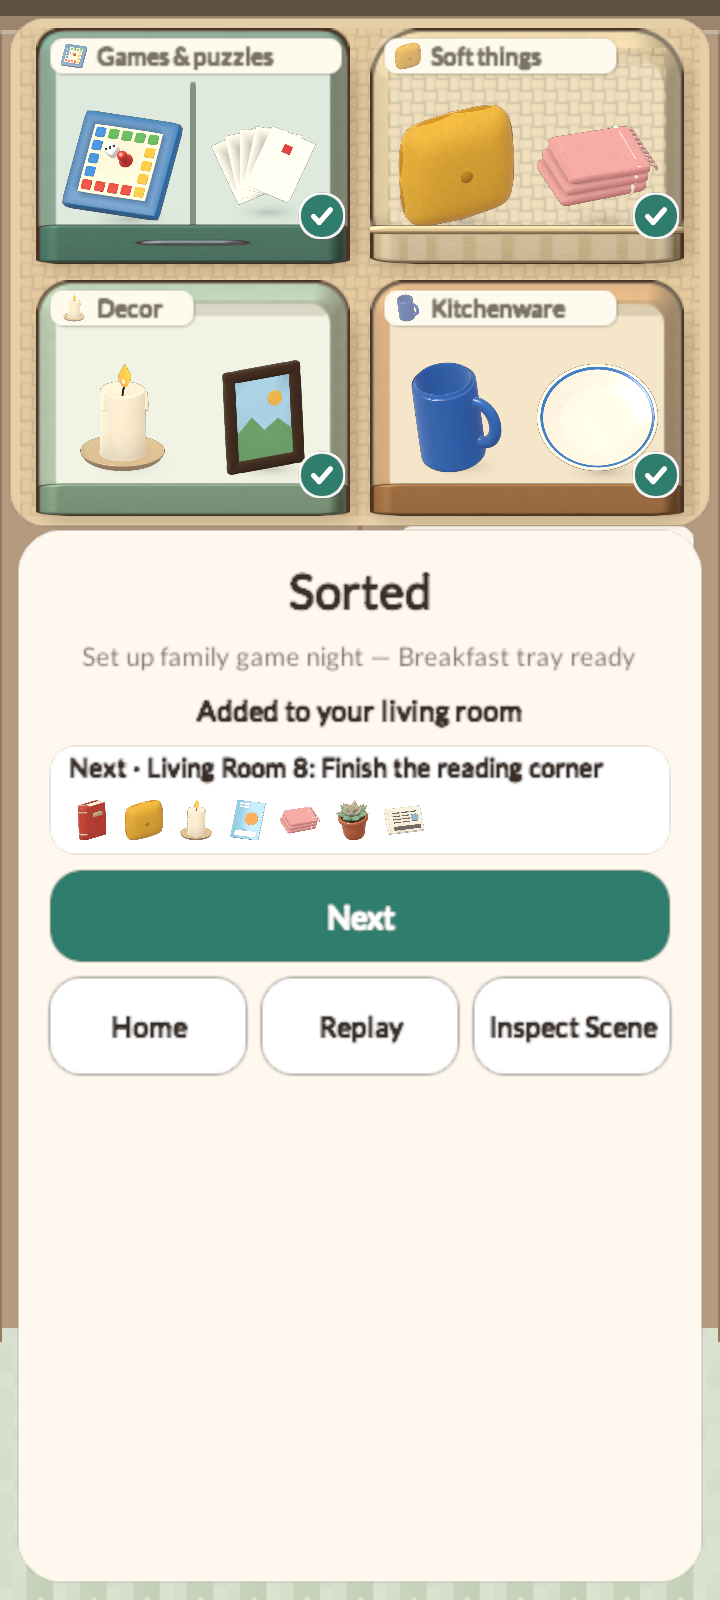 Games & puzzles
Soft things
Decor
Kitchenware
Sorted
Set up family game night — Breakfast tray ready
Added to your living room
Next · Living Room 8: Finish the reading corner
Next
Home
Replay
Inspect Scene